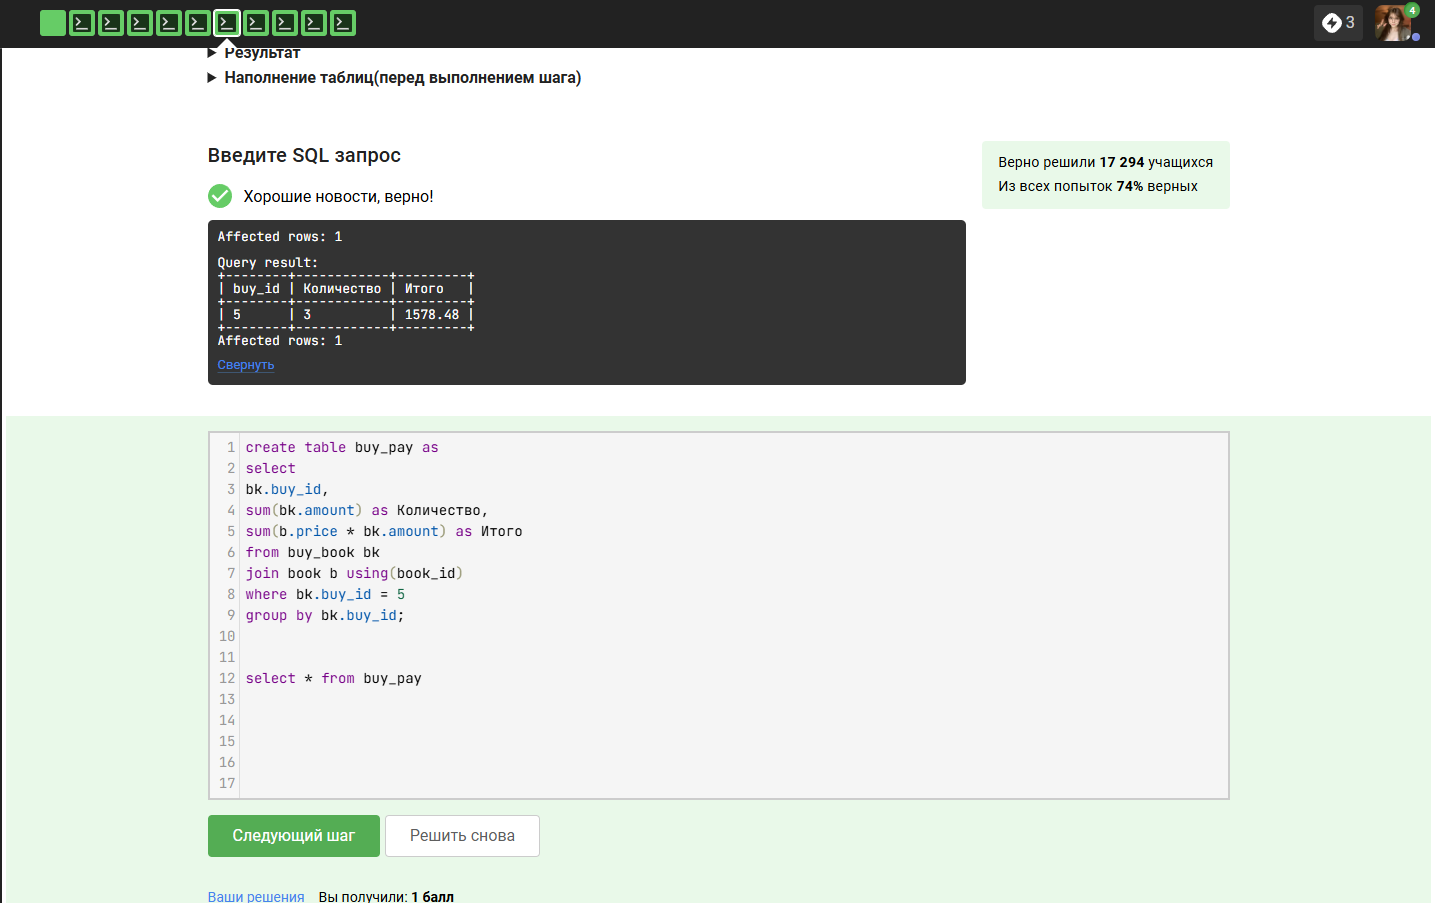 3
4
Результат
Наполнение таблиц(перед выполнением шага)
Введите SQL запрос
Верно решили 17 294 учащихся
Из всех попыток 74% верных
Хорошие новости, верно!
Affected rows: 1
Query result:
+--------+------------+---------+
| buy_id | Количество | Итого   |
+--------+------------+---------+
| 5      | 3          | 1578.48 |
+--------+------------+---------+
Affected rows: 1
Свернуть
1 create table buy_pay as
2 select
3 bk.buy_id,
4 sum(bk.amount) as Количество,
5 sum(b.price * bk.amount) as Итого
6 from buy_book bk
7 join book b using(book_id)
8 where bk.buy_id = 5
9 group by bk.buy_id;
10
11
12 select * from buy_pay
13
14
15
16
17
Следующий шаг
Решить снова
Ваши решения Вы получили: 1 балл